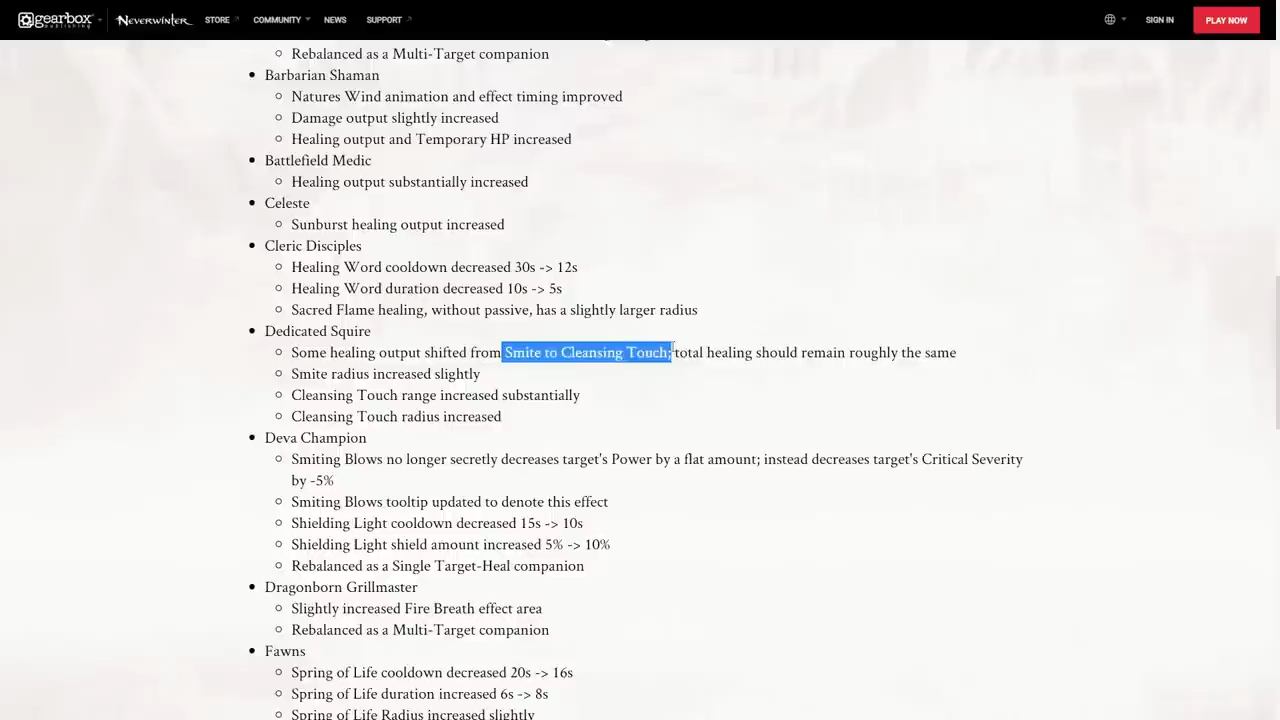 gearbox publishing NEVERWINTER STORE COMMUNITY NEWS SUPPORT SIGN IN PLAY NOW
Rebalanced as a Multi-Target companion
Barbarian Shaman
Natures Wind animation and effect timing improved
Damage output slightly increased
Healing output and Temporary HP increased
Battlefield Medic
Healing output substantially increased
Celeste
Sunburst healing output increased
Cleric Disciples
Healing Word cooldown decreased 30s -> 12s
Healing Word duration decreased 10s -> 5s
Sacred Flame healing, without passive, has a slightly larger radius
Dedicated Squire
Some healing output shifted from Smite to Cleansing Touch; total healing should remain roughly the same
Smite radius increased slightly
Cleansing Touch range increased substantially
Cleansing Touch radius increased
Deva Champion
Smiting Blows no longer secretly decreases target's Power by a flat amount; instead decreases target's Critical Severity
by -5%
Smiting Blows tooltip updated to denote this effect
Shielding Light cooldown decreased 15s -> 10s
Shielding Light shield amount increased 5% -> 10%
Rebalanced as a Single Target-Heal companion
Dragonborn Grillmaster
Slightly increased Fire Breath effect area
Rebalanced as a Multi-Target companion
Fawns
Spring of Life cooldown decreased 20s -> 16s
Spring of Life duration increased 6s -> 8s
Spring of Life Radius increased slightly